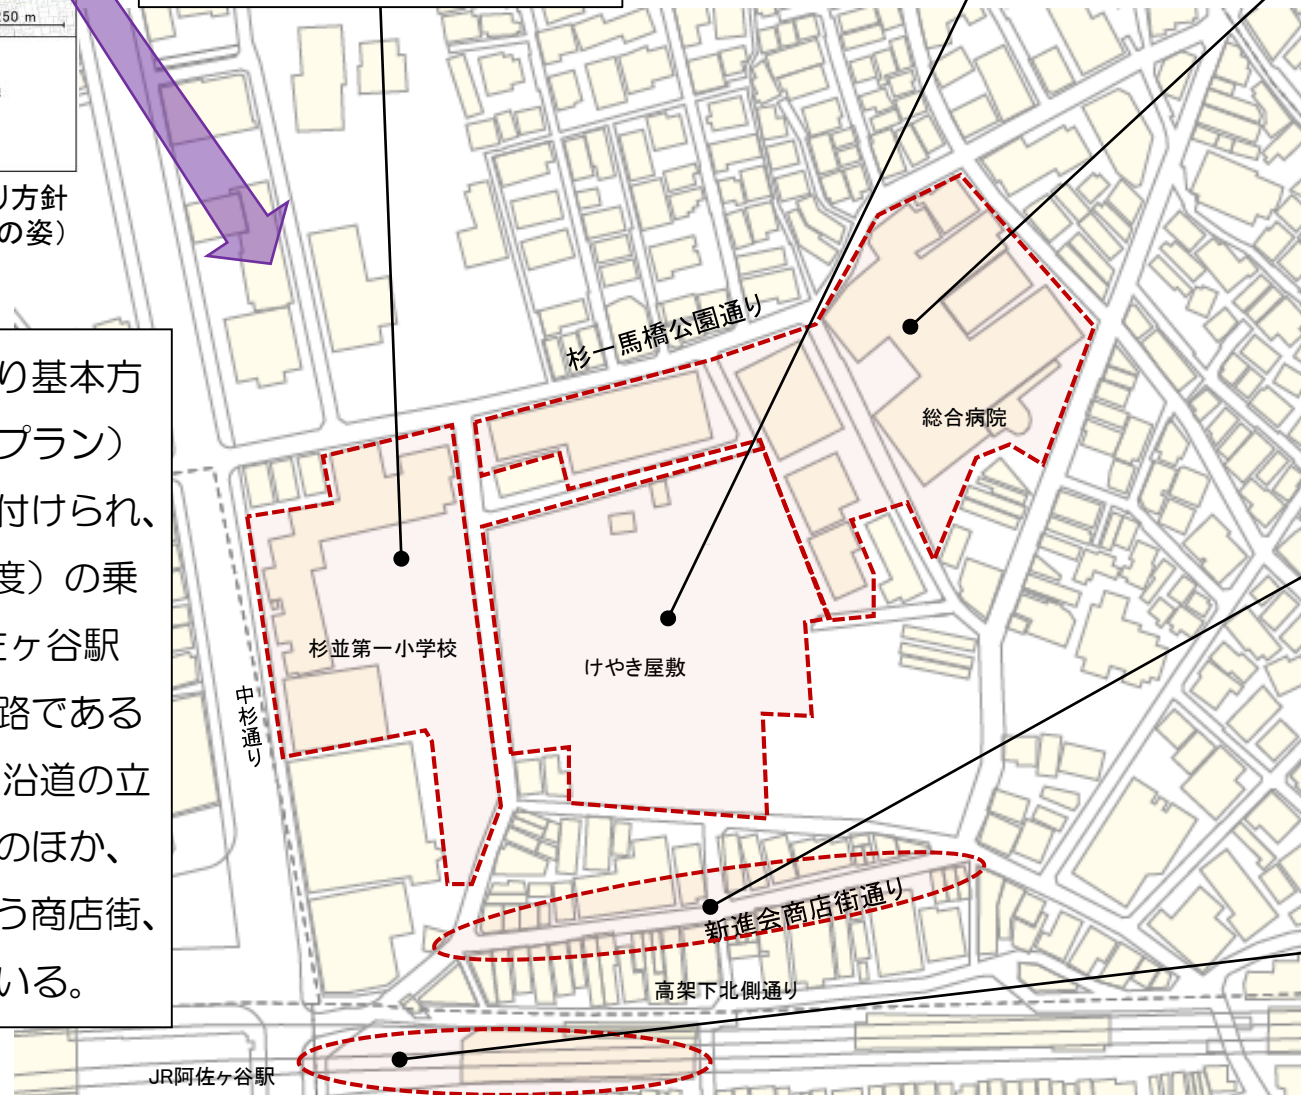 250 m
り方針
の姿）
り基本方
プラン）
付けられ、
度）の乗
ヶ谷駅
路である
沿道の立
のほか、
う商店街、
いる。
杉一馬橋公園通り
総合病院
杉並第一小学校
けやき屋敷
中杉通り
新進会商店街通り
高架下北側通り
JR阿佐ヶ谷駅